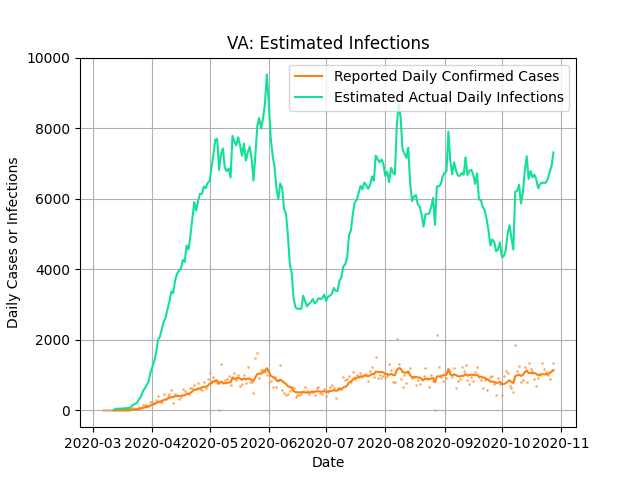 VA: Estimated Infections
Reported Daily Confirmed Cases
Estimated Actual Daily Infections
Daily Cases or Infections
10000
8000
6000
4000
2000
0
2020-03 2020-04 2020-05 2020-06 2020-07 2020-08 2020-09 2020-10 2020-11
Date